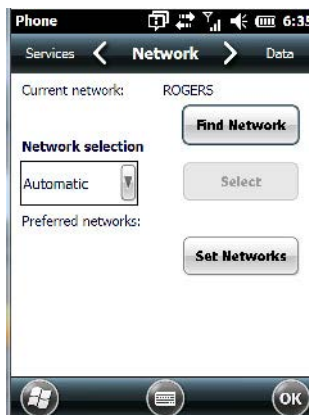 Phone 6:35
Services Network Data
Current network: ROGERS
Find Network
Network selection
Automatic
Select
Preferred networks:
Set Networks
OK